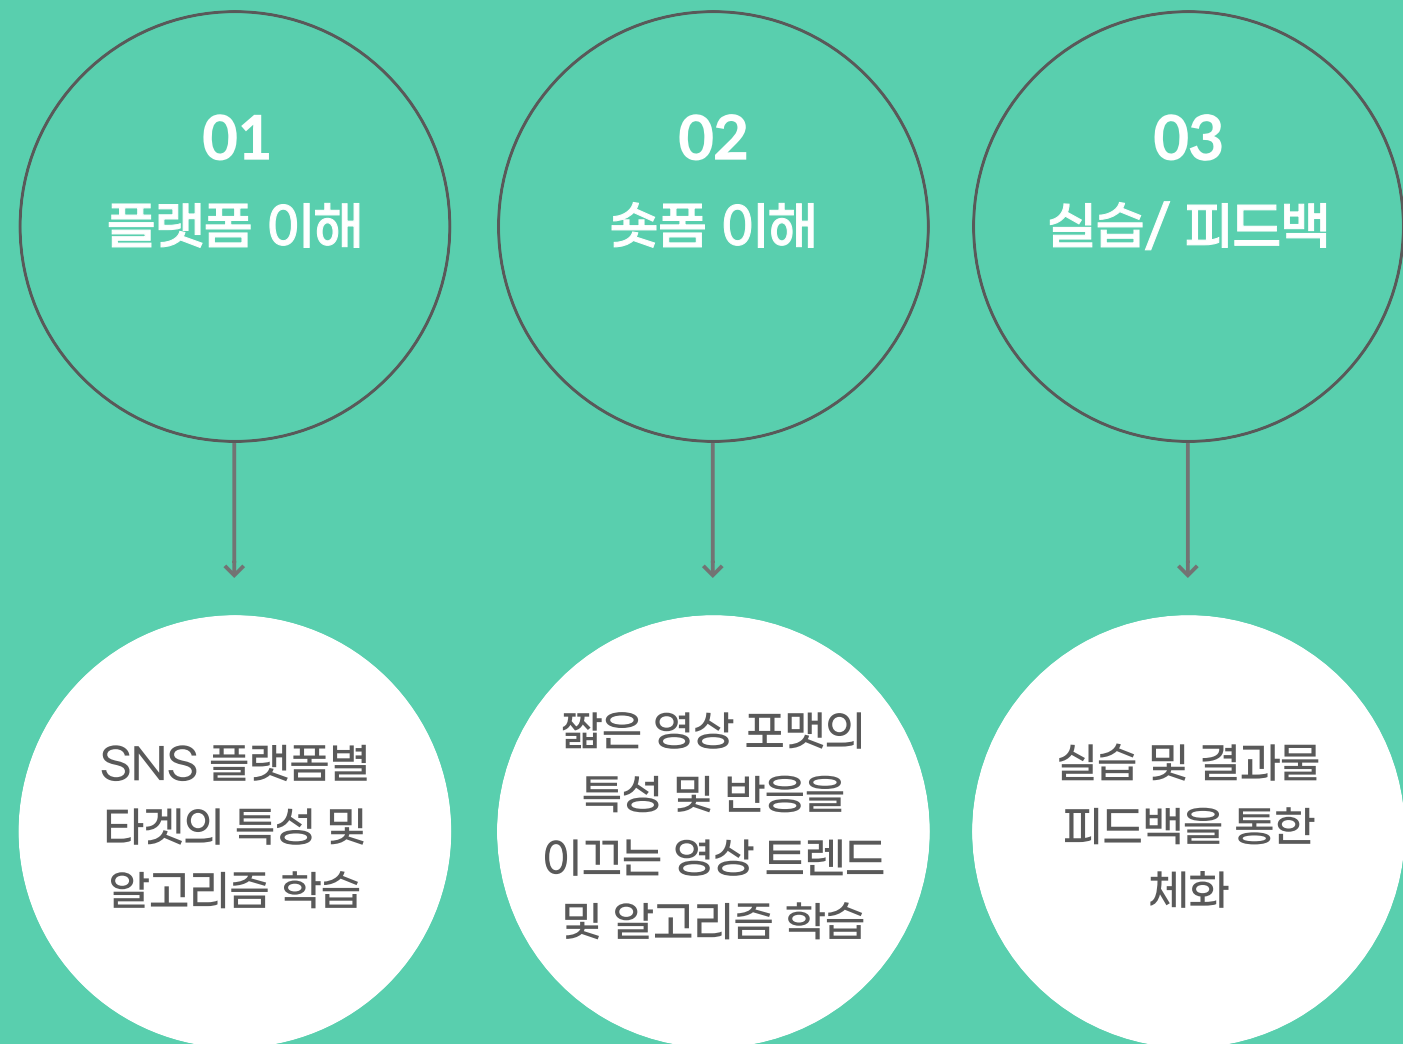 01
플랫폼 이해
02
숏폼 이해
03
실습/ 피드백
SNS 플랫폼별
타겟의 특성 및
알고리즘 학습
짧은 영상 포맷의
특성 및 반응을
이끄는 영상 트렌드
및 알고리즘 학습
실습 및 결과물
피드백을 통한
체화